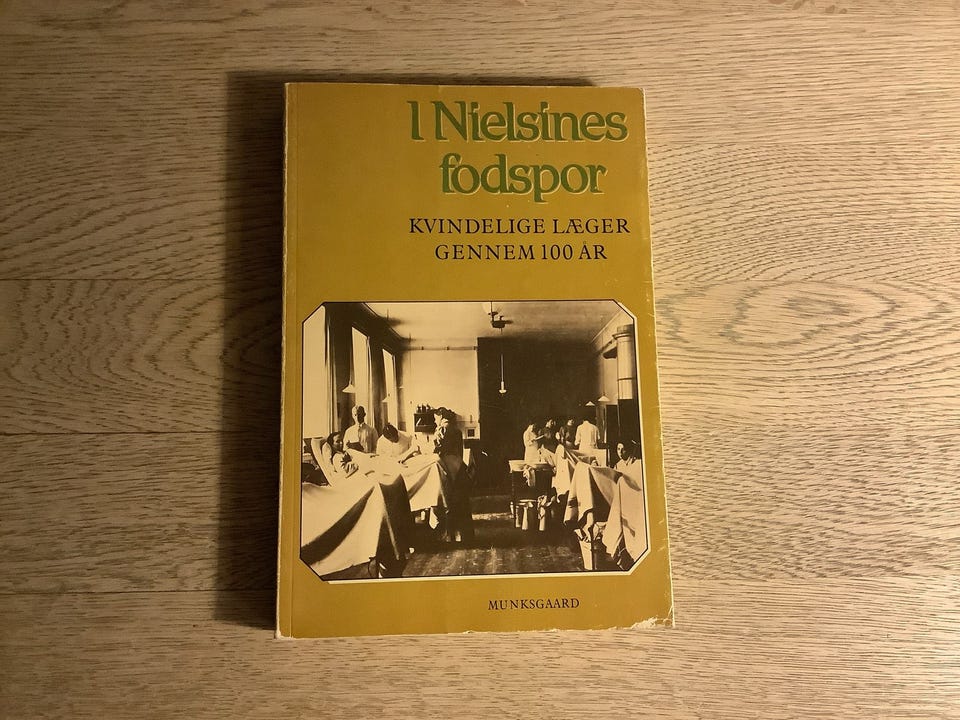 I Nielsines
fodspor
KVINDELIGE LÆGER
GENNEM 100 ÅR
MUNKSGAARD